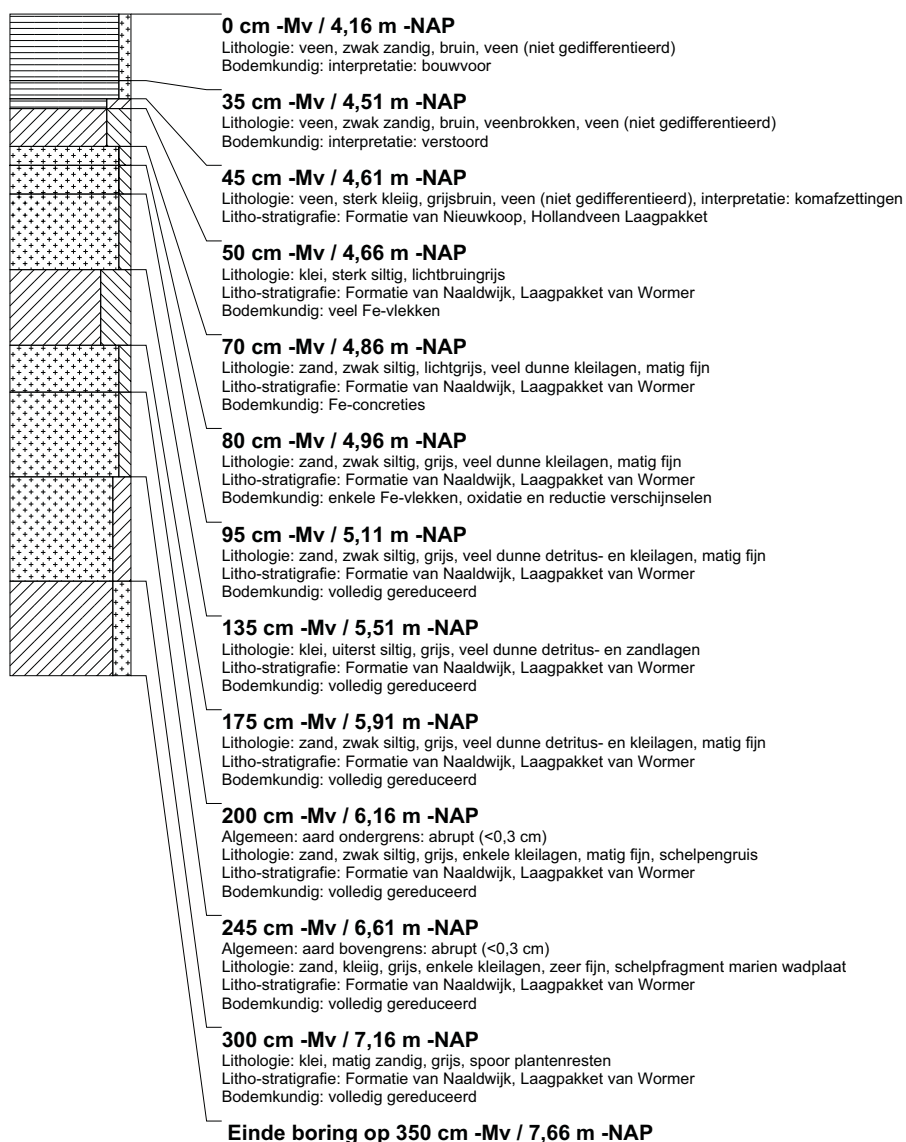 0 cm -Mv / 4,16 m -NAP
Lithologie: veen, zwak zandig, bruin, veen (niet gedifferentieerd)
Bodemkundig: interpretatie: bouwvoor
35 cm -Mv / 4,51 m -NAP
Lithologie: veen, zwak zandig, bruin, veenbrokken, veen (niet gedifferentieerd)
Bodemkundig: interpretatie: verstoord
45 cm -Mv / 4,61 m -NAP
Lithologie: veen, sterk kleiig, grijsbruin, veen (niet gedifferentieerd), interpretatie: komafzettingen
Litho-stratigrafie: Formatie van Nieuwkoop, Hollandveen Laagpakket
50 cm -Mv / 4,66 m -NAP
Lithologie: klei, sterk siltig, lichtbruingrijs
Litho-stratigrafie: Formatie van Naaldwijk, Laagpakket van Wormer
Bodemkundig: veel Fe-vlekken
70 cm -Mv / 4,86 m -NAP
Lithologie: zand, zwak siltig, lichtgrijs, veel dunne kleilagen, matig fijn
Litho-stratigrafie: Formatie van Naaldwijk, Laagpakket van Wormer
Bodemkundig: Fe-concreties
80 cm -Mv / 4,96 m -NAP
Lithologie: zand, zwak siltig, grijs, veel dunne kleilagen, matig fijn
Litho-stratigrafie: Formatie van Naaldwijk, Laagpakket van Wormer
Bodemkundig: enkele Fe-vlekken, oxidatie en reductie verschijnselen
95 cm -Mv / 5,11 m -NAP
Lithologie: zand, zwak siltig, grijs, veel dunne detritus- en kleilagen, matig fijn
Litho-stratigrafie: Formatie van Naaldwijk, Laagpakket van Wormer
Bodemkundig: volledig gereduceerd
135 cm -Mv / 5,51 m -NAP
Lithologie: klei, uiterst siltig, grijs, veel dunne detritus- en zandlagen
Litho-stratigrafie: Formatie van Naaldwijk, Laagpakket van Wormer
Bodemkundig: volledig gereduceerd
175 cm -Mv / 5,91 m -NAP
Lithologie: zand, zwak siltig, grijs, veel dunne detritus- en kleilagen, matig fijn
Litho-stratigrafie: Formatie van Naaldwijk, Laagpakket van Wormer
Bodemkundig: volledig gereduceerd
200 cm -Mv / 6,16 m -NAP
Algemeen: aard ondergrens: abrupt (<0,3 cm)
Lithologie: zand, zwak siltig, grijs, enkele kleilagen, matig fijn, schelpengruis
Litho-stratigrafie: Formatie van Naaldwijk, Laagpakket van Wormer
Bodemkundig: volledig gereduceerd
245 cm -Mv / 6,61 m -NAP
Algemeen: aard bovengrens: abrupt (<0,3 cm)
Lithologie: zand, kleiig, grijs, enkele kleilagen, zeer fijn, schelpfragment marien wadplaat
Litho-stratigrafie: Formatie van Naaldwijk, Laagpakket van Wormer
Bodemkundig: volledig gereduceerd
300 cm -Mv / 7,16 m -NAP
Lithologie: klei, matig zandig, grijs, spoor plantenresten
Litho-stratigrafie: Formatie van Naaldwijk, Laagpakket van Wormer
Bodemkundig: volledig gereduceerd
Einde boring op 350 cm -Mv / 7,66 m -NAP